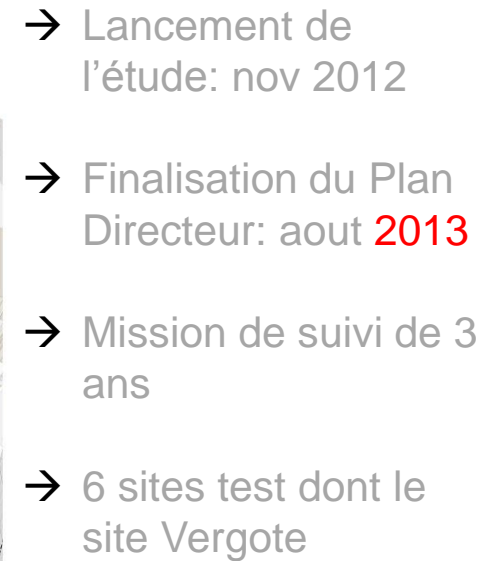 → Lancement de
l’étude: nov 2012
→ Finalisation du Plan
Directeur: aout 2013
→ Mission de suivi de 3
ans
→ 6 sites test dont le
site Vergote